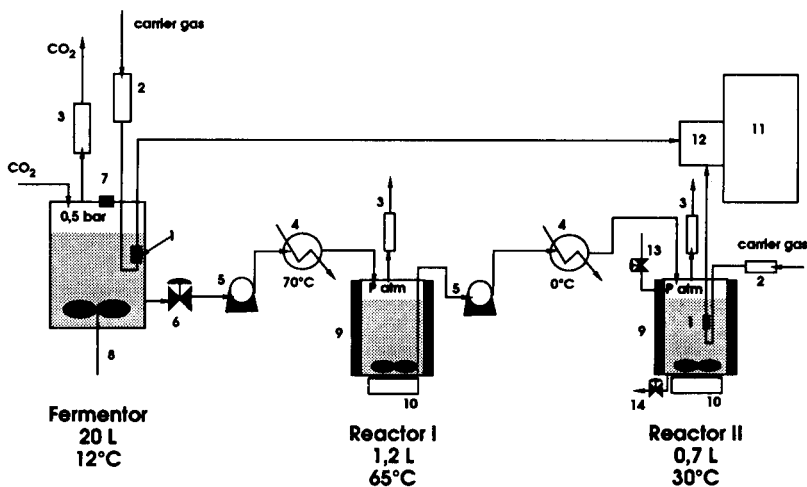 carrier gas
CO2
2
3
CO2
7
0,5 bar
1
6
8
5
4
70°C
3
P atm
9
10
5
4
0°C
13
3
P atm
1
9
14
10
carrier gas
2
12
11
Fermentor
20 L
12°C
Reactor I
1,2 L
65°C
Reactor II
0,7 L
30°C